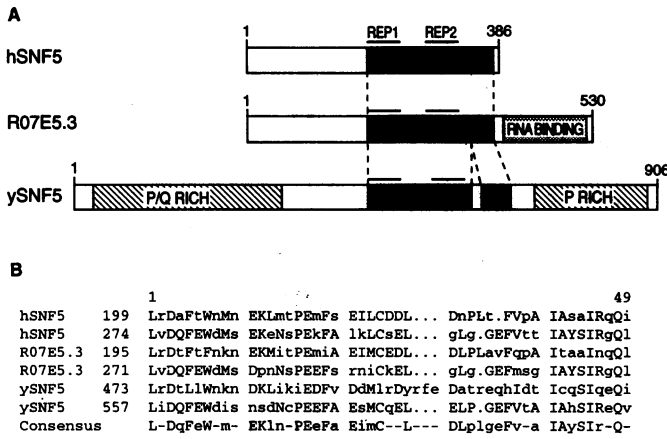 A
1 REP1 REP2 386
hSNF5
1 530
R07E5.3 RNA BINDING
1 906
ySNF5 P/Q RICH P RICH
B
1 49
hSNF5 199 LrDaFtWnMn EKLmtPEmFs EILCDDL... DnPLt.FVpA IAsaIRqQi
hSNF5 274 LvDQFEWdMs EKeNsPEKFA lkLCsEL... gLg.GEFVtt IAYSIRgQl
R07E5.3 195 LrDtFtFnkn EKMitPEmiA EIMCEDL... DLPLavFqpA ItaaInqQl
R07E5.3 271 LvDQFEWdMs DpnNsPEeFs rniCkEL... gLg.GEFmsg IAYSIRgQl
ySNF5 473 LrDtLlWnkn DKLikiEDFv DdMlrDyrfe DatreqhIdt IcqSIqeQi
ySNF5 557 LiDQFEWdis nsdNcPEEFA EsMCqEL... ELP.GEFVtA IAhSIReQv
Consensus L-DqFeW-m- EKln-PEeFa EimC--L--- DLplgeFv-a IAySIr-Q-